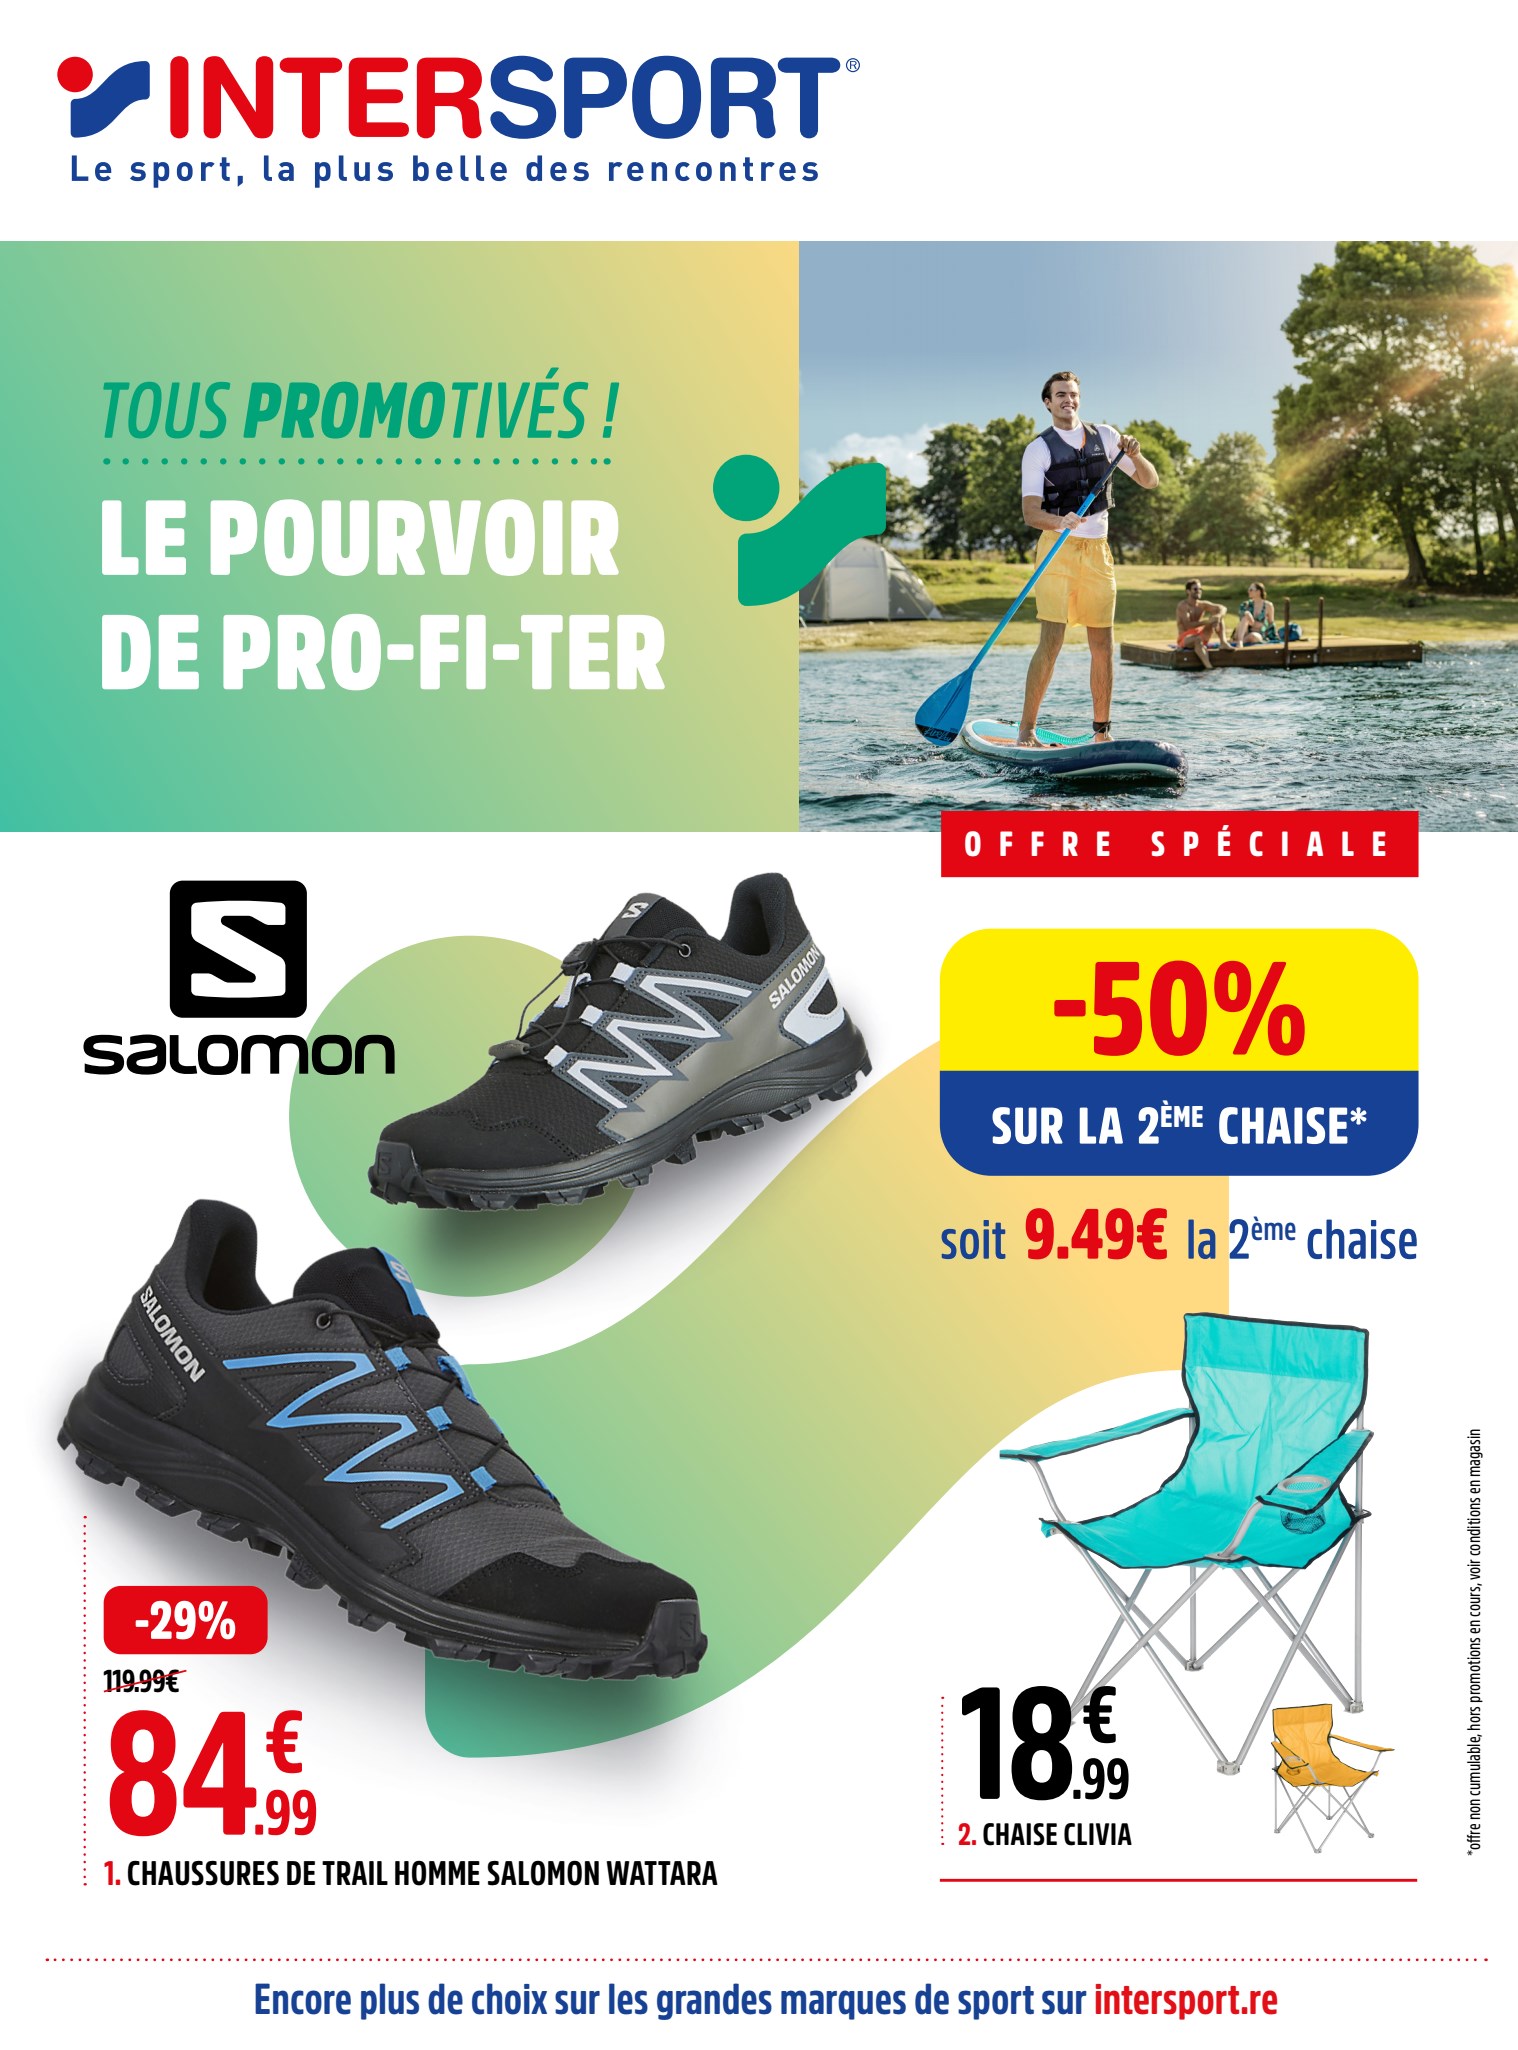 INTERSPORT®
Le sport, la plus belle des rencontres
TOUS PROMOTIVÉS !
LE POURVOIR
DE PRO-FI-TER
OFFRE SPÉCIALE
S
SALOMON
SALOMON
-50%
SUR LA 2ÈME CHAISE*
soit 9.49€ la 2ème chaise
SALOMON
-29%
119.99€
84€.99
1. CHAUSSURES DE TRAIL HOMME SALOMON WATTARA
18€.99
2. CHAISE CLIVIA
*offre non cumulable, hors promotions en cours, voir conditions en magasin
Encore plus de choix sur les grandes marques de sport sur intersport.re